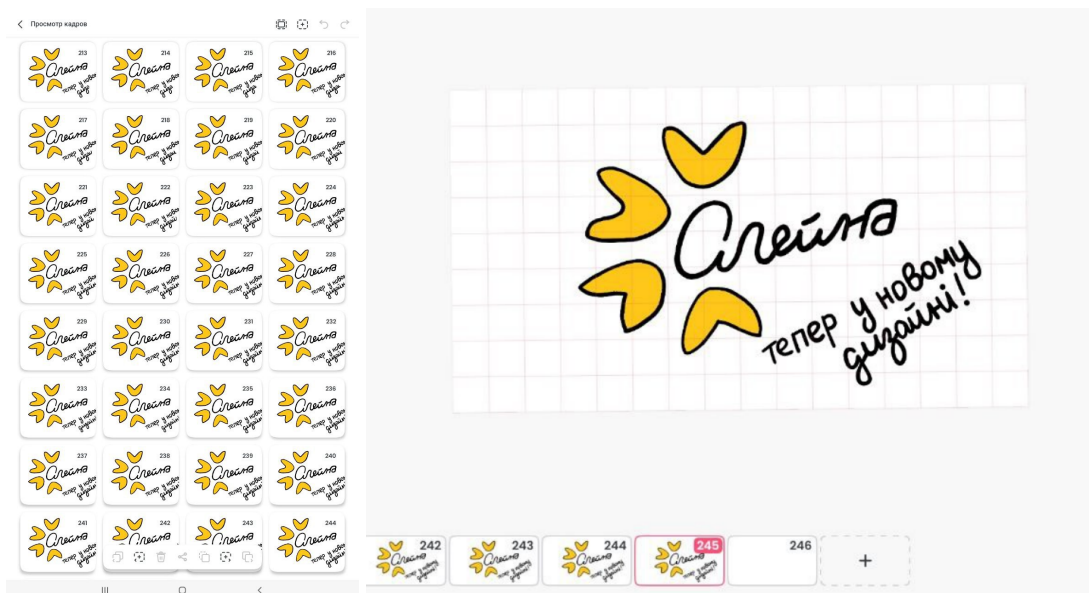 Просмотр кадров
213 214 215 216
217 218 219 220
221 222 223 224
225 226 227 228
229 230 231 232
233 234 235 236
237 238 239 240
241 242 243 244
Алейна
тепер у новому
дизайні!
242 243 244 245 246